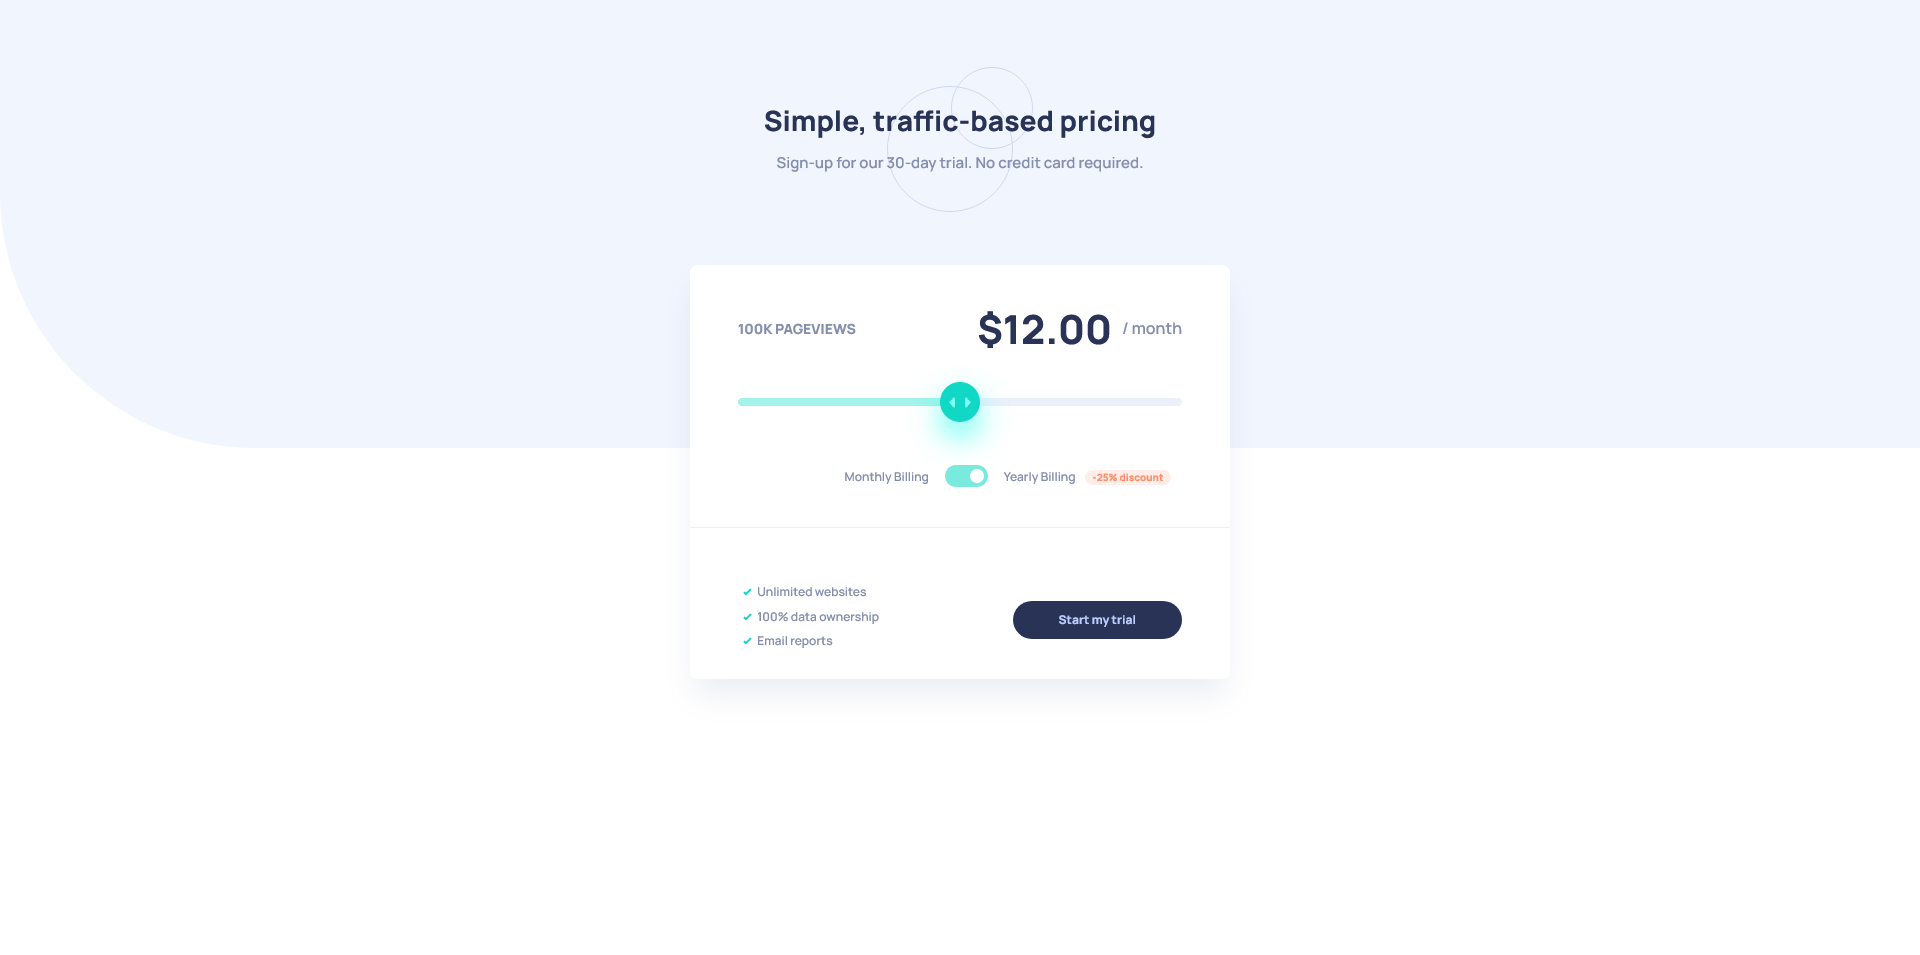 Simple, traffic-based pricing
Sign-up for our 30-day trial. No credit card required.
100K PAGEVIEWS
$12.00 / month
Monthly Billing
Yearly Billing -25% discount
Unlimited websites
100% data ownership
Email reports
Start my trial